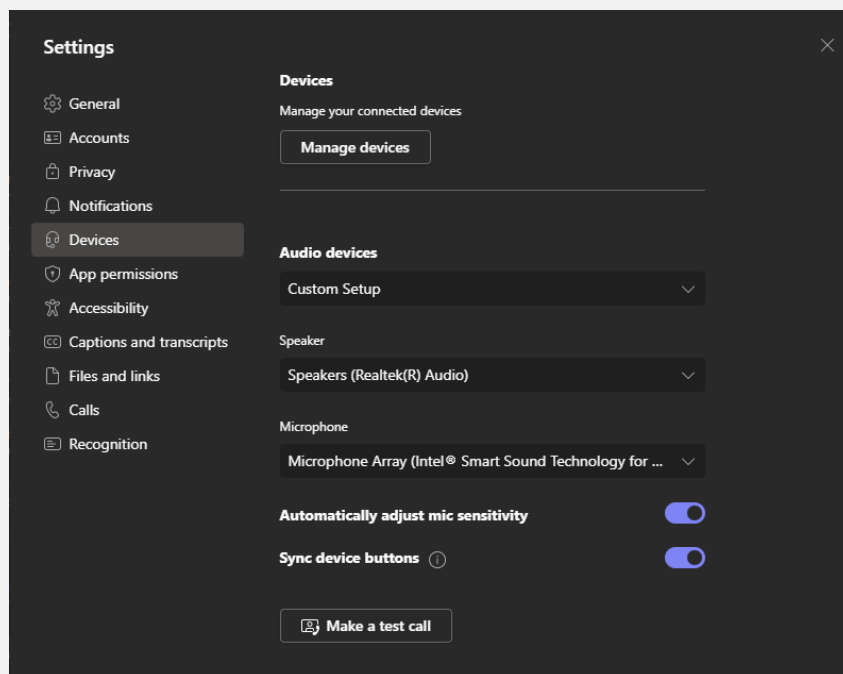 Settings
General
Accounts
Privacy
Notifications
Devices
App permissions
Accessibility
CC Captions and transcripts
Files and links
Calls
Recognition
Devices
Manage your connected devices
Manage devices
Audio devices
Custom Setup
Speaker
Speakers (Realtek(R) Audio)
Microphone
Microphone Array (Intel® Smart Sound Technology for ...
Automatically adjust mic sensitivity
Sync device buttons
Make a test call